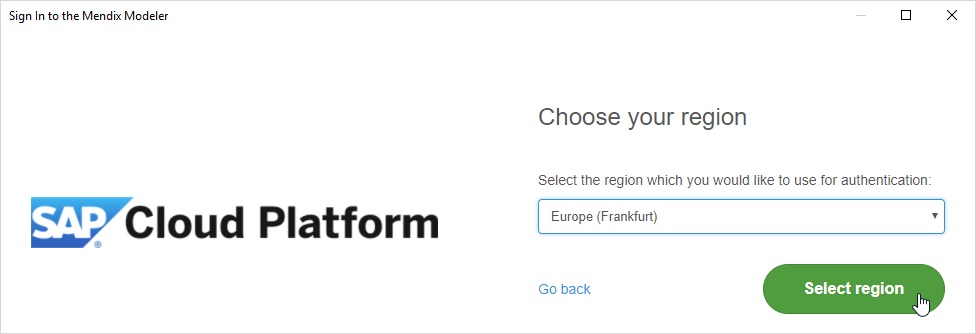 Sign In to the Mendix Modeler
Choose your region
Select the region which you would like to use for authentication:
SAP® Cloud Platform
Europe (Frankfurt)
Go back
Select region